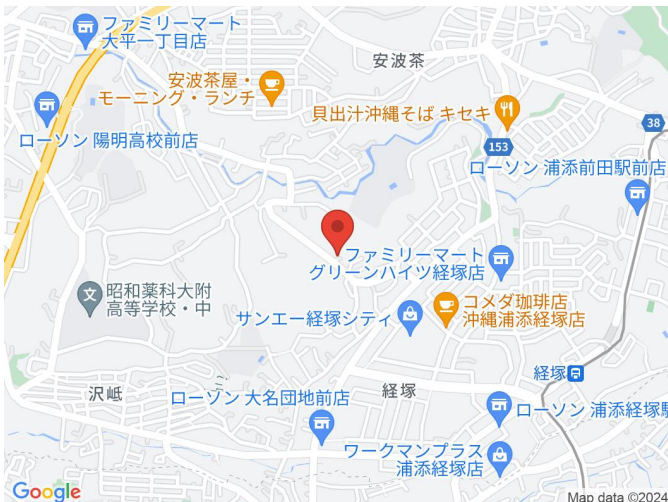 ファミリーマート
大平一丁目店
安波茶
安波茶屋・
モーニング・ランチ
貝出汁沖縄そば キセキ
38
ローソン 陽明高校前店
153
ローソン 浦添前田駅前店
ファミリーマート
グリーンハイツ経塚店
昭和薬科大附
高等学校・中
コメダ珈琲店
沖縄浦添経塚店
サンエー経塚シティ
経塚
沢岻
ローソン 大名団地前店
経塚
ローソン 浦添経塚駅
ワークマンプラス
浦添経塚店
Google
Map data ©2024